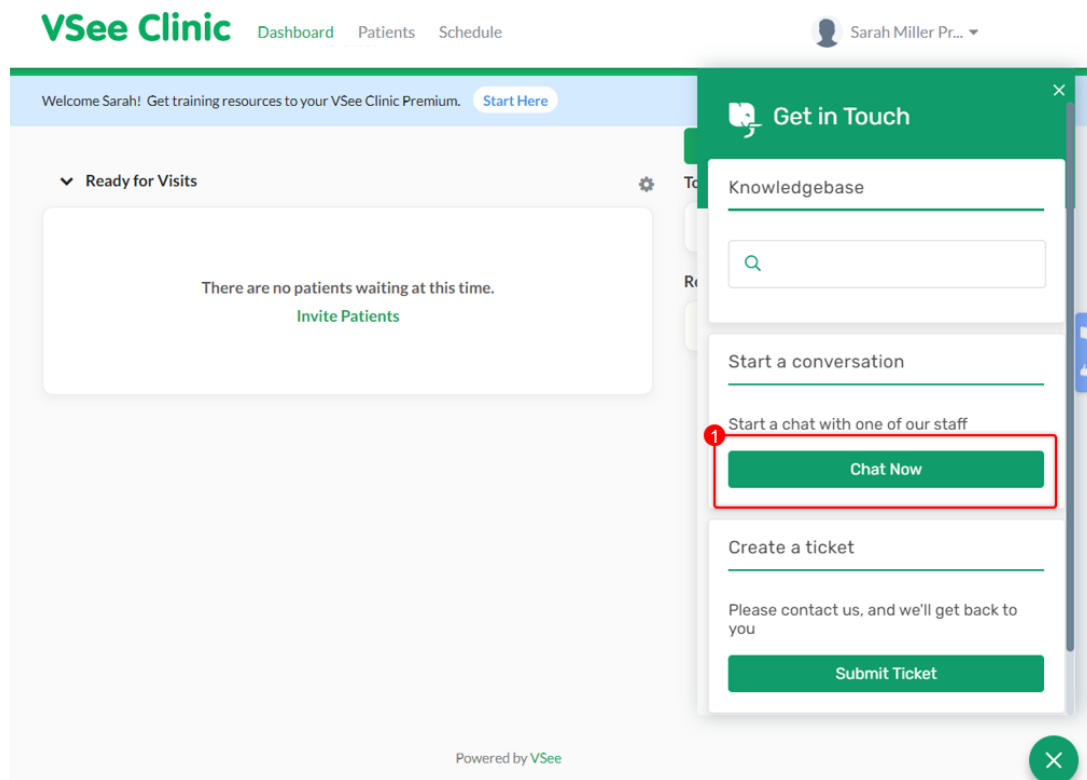 VSee Clinic Dashboard Patients Schedule Sarah Miller Pr...
Welcome Sarah! Get training resources to your VSee Clinic Premium. Start Here
Ready for Visits
There are no patients waiting at this time.
Invite Patients
Get in Touch
Knowledgebase
Start a conversation
Start a chat with one of our staff
1
Chat Now
Create a ticket
Please contact us, and we'll get back to
you
Submit Ticket
Powered by VSee